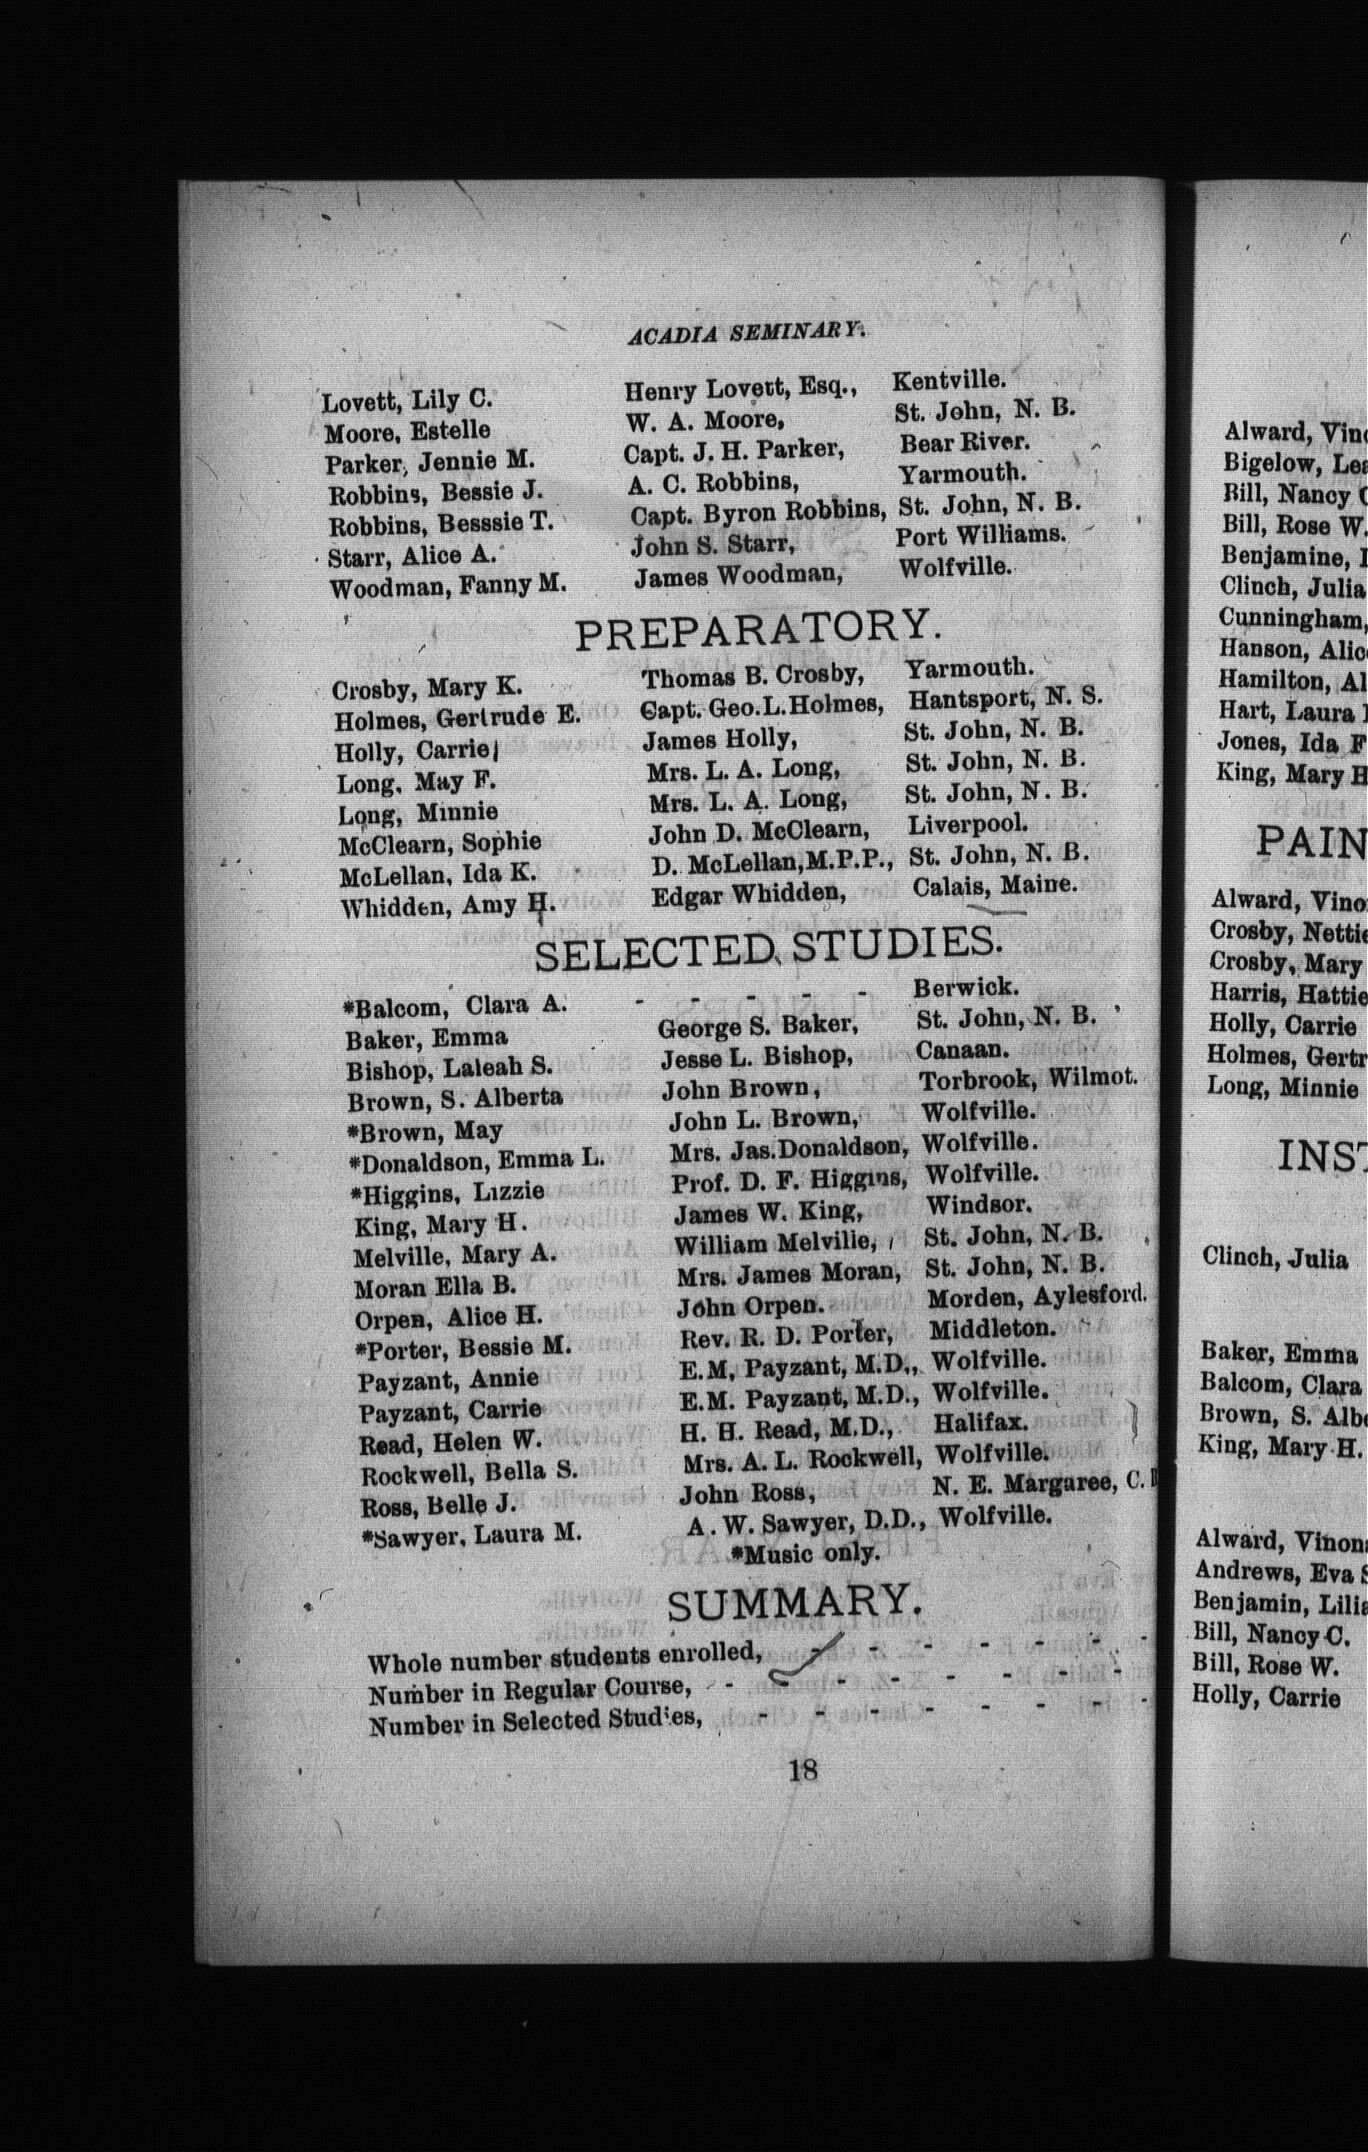 ACADIA SEMINARY.
Lovett, Lily C. Henry Lovett, Esq., Kentville.
Moore, Estelle W. A. Moore, St. John, N. B.
Parker, Jennie M. Capt. J. H. Parker, Bear River.
Robbins, Bessie J. A. C. Robbins, Yarmouth.
Robbins, Besssie T. Capt. Byron Robbins, St. John, N. B.
Starr, Alice A. John S. Starr, Port Williams.
Woodman, Fanny M. James Woodman, Wolfville.
PREPARATORY.
Crosby, Mary K. Thomas B. Crosby, Yarmouth.
Holmes, Gertrude E. Capt. Geo. L. Holmes, Hantsport, N. S.
Holly, Carrie James Holly, St. John, N. B.
Long, May F. Mrs. L. A. Long, St. John, N. B.
Long, Minnie Mrs. L. A. Long, St. John, N. B.
McClearn, Sophie John D. McClearn, Liverpool.
McLellan, Ida K. D. McLellan, M.P.P., St. John, N. B.
Whidden, Amy H. Edgar Whidden, Calais, Maine.
SELECTED STUDIES.
*Balcom, Clara A. - - - - - Berwick.
Baker, Emma George S. Baker, St. John, N. B.
Bishop, Laleah S. Jesse L. Bishop, Canaan.
Brown, S. Alberta John Brown, Torbrook, Wilmot.
*Brown, May John L. Brown, Wolfville.
*Donaldson, Emma L. Mrs. Jas. Donaldson, Wolfville.
*Higgins, Lizzie Prof. D. F. Higgins, Wolfville.
King, Mary H. James W. King, Windsor.
Melville, Mary A. William Melville, St. John, N. B.
Moran Ella B. Mrs. James Moran, St. John, N. B.
Orpen, Alice H. John Orpen. Morden, Aylesford.
*Porter, Bessie M. Rev. R. D. Porter, Middleton.
Payzant, Annie E. M, Payzant, M.D., Wolfville.
Payzant, Carrie E.M. Payzant, M.D., Wolfville.
Read, Helen W. H. H. Read, M.D., Halifax.
Rockwell, Bella S. Mrs. A. L. Rockwell, Wolfville.
Ross, Belle J. John Ross, N. E. Margaree, C.
*Sawyer, Laura M. A. W. Sawyer, D.D., Wolfville.
*Music only.
SUMMARY.
Whole number students enrolled, - - - - - - -
Number in Regular Course, - - - - - - - -
Number in Selected Studies, - - - - - - - -
18
Alward,
Bigelow,
Bill, Nancy
Bill, Rose W.
Benjamine,
Clinch, Julia
Cunningham,
Hanson,
Hamilton,
Hart, Laura
Jones, Ida F
King, Mary H
PAIN
Alward,
Crosby,
Crosby, Mary
Harris,
Holly, Carrie
Holmes,
Long, Minnie
INST
Clinch, Julia
Baker, Emma
Balcom, Clara
Brown, S.
King, Mary H.
Alward,
Andrews, Eva
Benjamin,
Bill, Nancy C.
Bill, Rose W.
Holly, Carrie